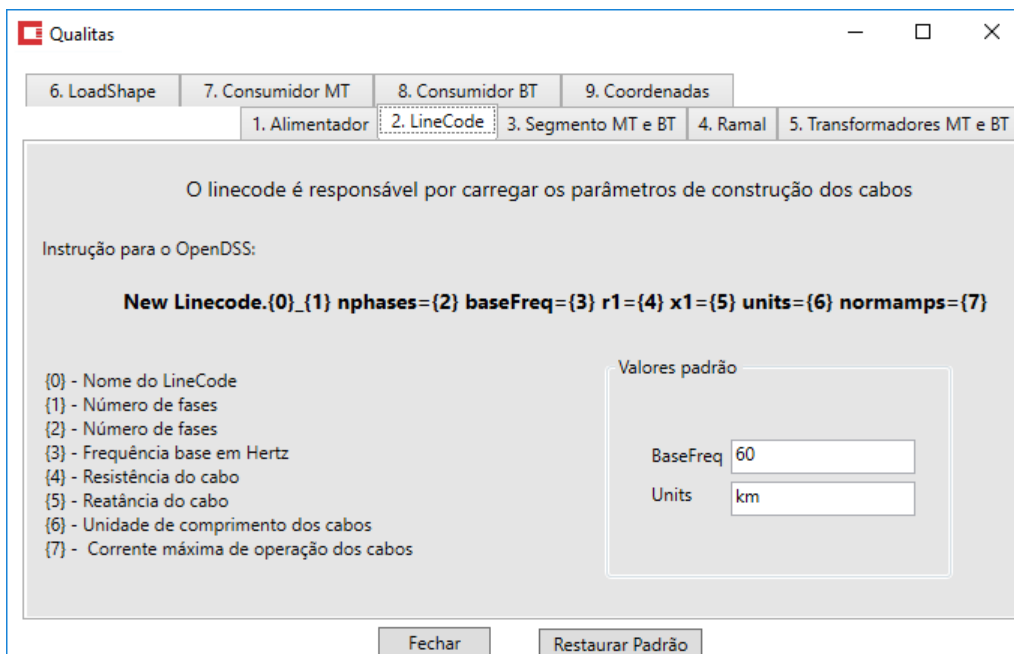 Qualitas
6. LoadShape 7. Consumidor MT 8. Consumidor BT 9. Coordenadas
1. Alimentador 2. LineCode 3. Segmento MT e BT 4. Ramal 5. Transformadores MT e BT
O linecode é responsável por carregar os parâmetros de construção dos cabos
Instrução para o OpenDSS:
New Linecode.{0}_{1} nphases={2} baseFreq={3} r1={4} x1={5} units={6} normamps={7}
{0} - Nome do LineCode
{1} - Número de fases
{2} - Número de fases
{3} - Frequência base em Hertz
{4} - Resistência do cabo
{5} - Reatância do cabo
{6} - Unidade de comprimento dos cabos
{7} - Corrente máxima de operação dos cabos
Valores padrão
BaseFreq 60
Units km
Fechar Restaurar Padrão